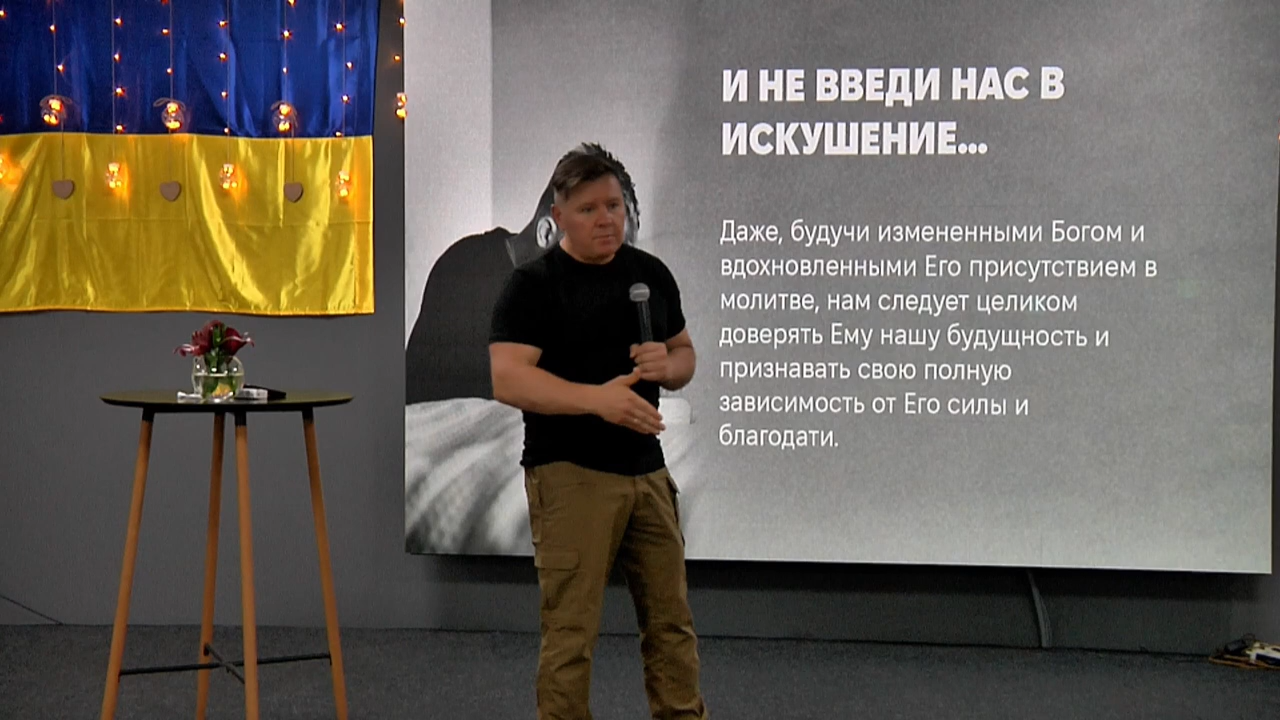 И НЕ ВВЕДИ НАС В
ИСКУШЕНИЕ...
Даже, будучи измененными Богом и
вдохновленными Его присутствием в
молитве, нам следует целиком
доверять Ему нашу будущность и
признавать свою полную
зависимость от Его силы и
благодати.